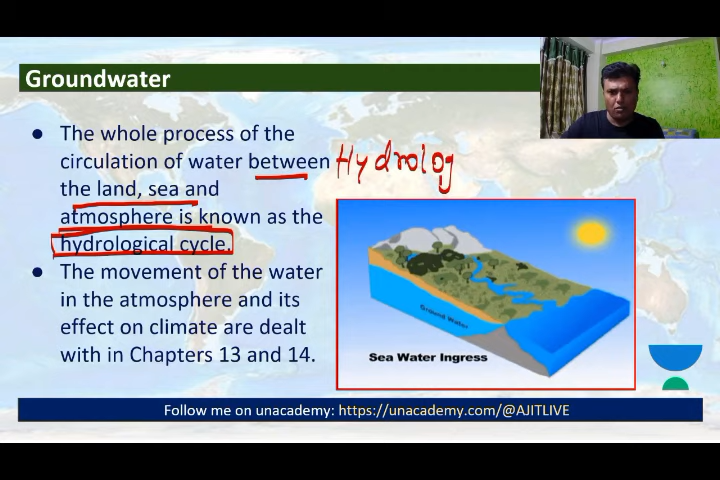 Groundwater
● The whole process of the
circulation of water between
the land, sea and
atmosphere is known as the
hydrological cycle.
● The movement of the water
in the atmosphere and its
effect on climate are dealt
with in Chapters 13 and 14.
Hydrolog
Ground Water
Sea Water Ingress
Follow me on unacademy: https://unacademy.com/@AJITLIVE